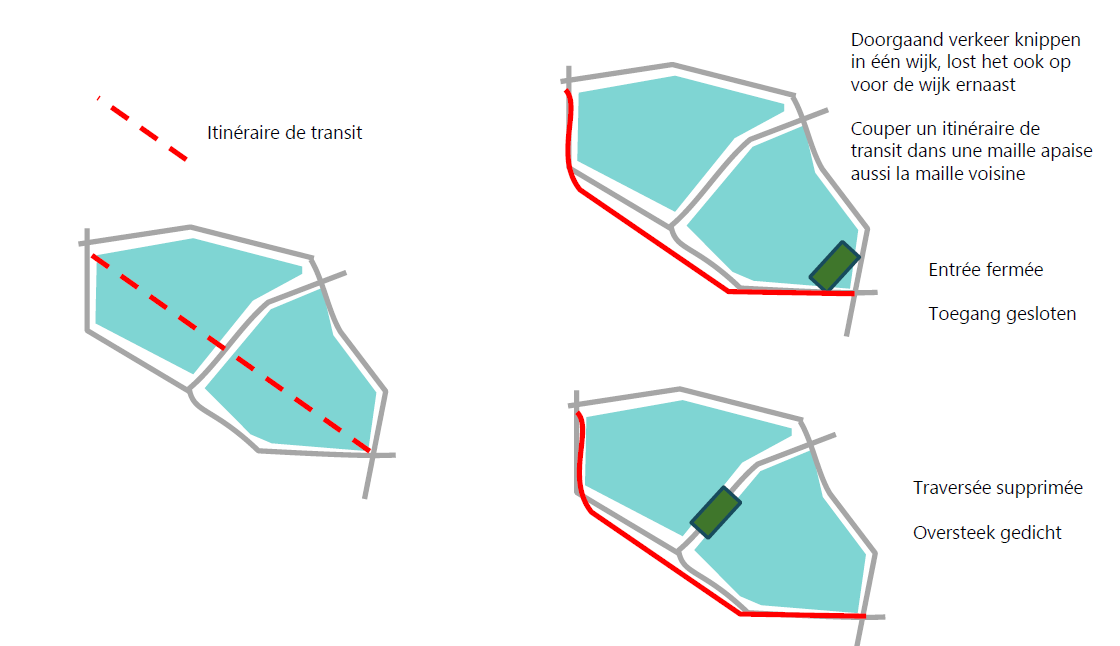 Itinéraire de transit
Doorgaand verkeer knippen
in één wijk, lost het ook op
voor de wijk ernaast
Couper un itinéraire de
transit dans une maille apaise
aussi la maille voisine
Entrée fermée
Toegang gesloten
Traversée supprimée
Oversteek gedicht